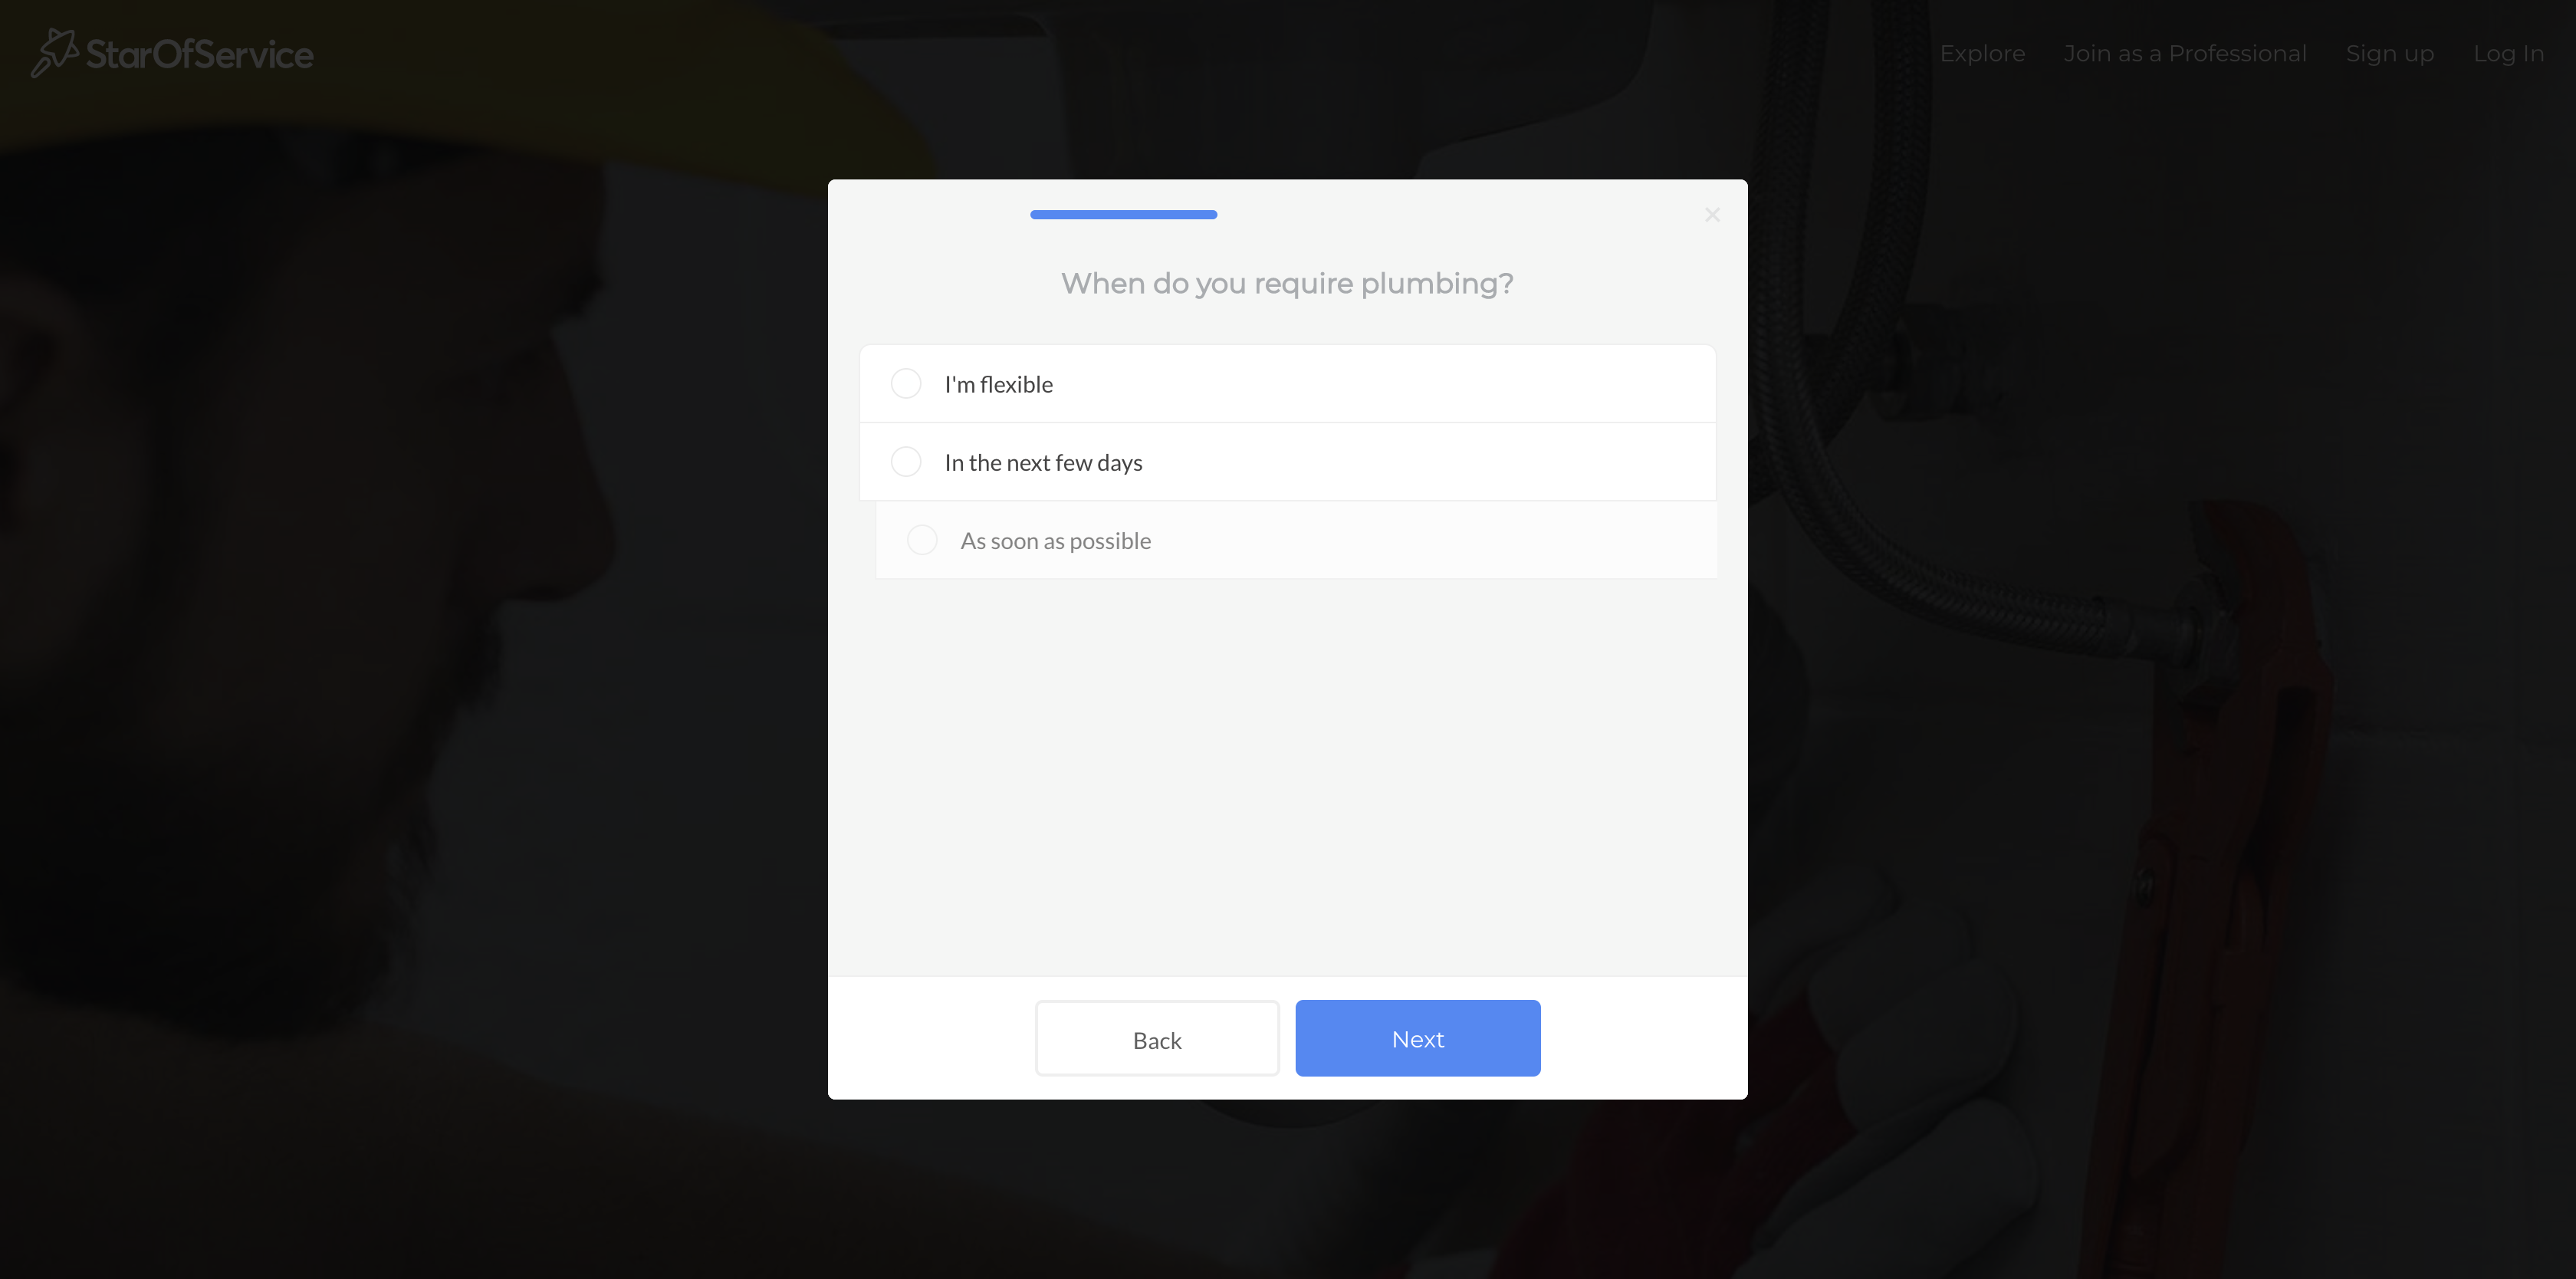 StarOfService
Explore
Join as a Professional
Sign up
Log In
When do you require plumbing?
I'm flexible
In the next few days
As soon as possible
Back
Next